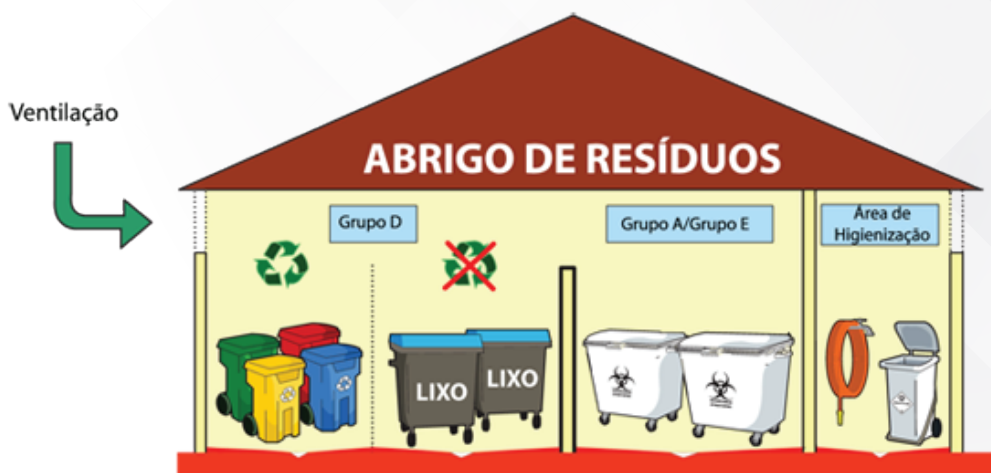 Ventilação
ABRIGO DE RESÍDUOS
Grupo D
Grupo A/Grupo E
Área de
Higienização
LIXO
LIXO